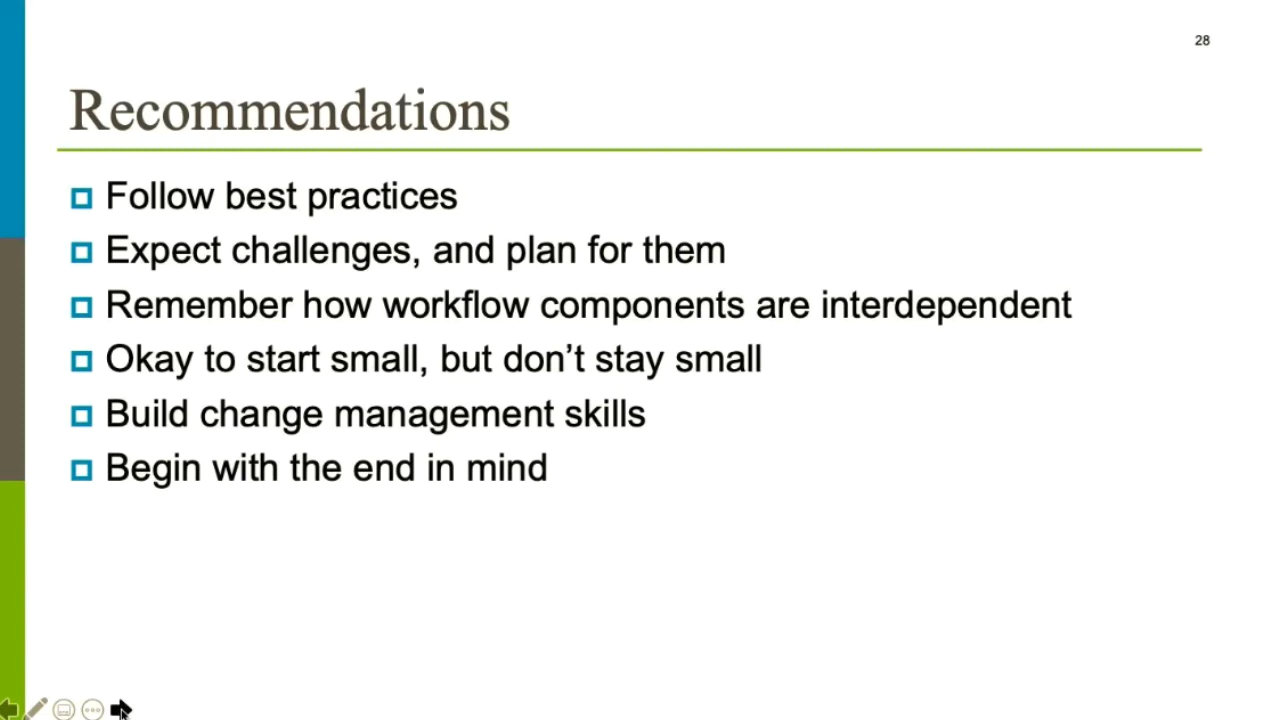 28
Recommendations
Follow best practices
Expect challenges, and plan for them
Remember how workflow components are interdependent
Okay to start small, but don’t stay small
Build change management skills
Begin with the end in mind